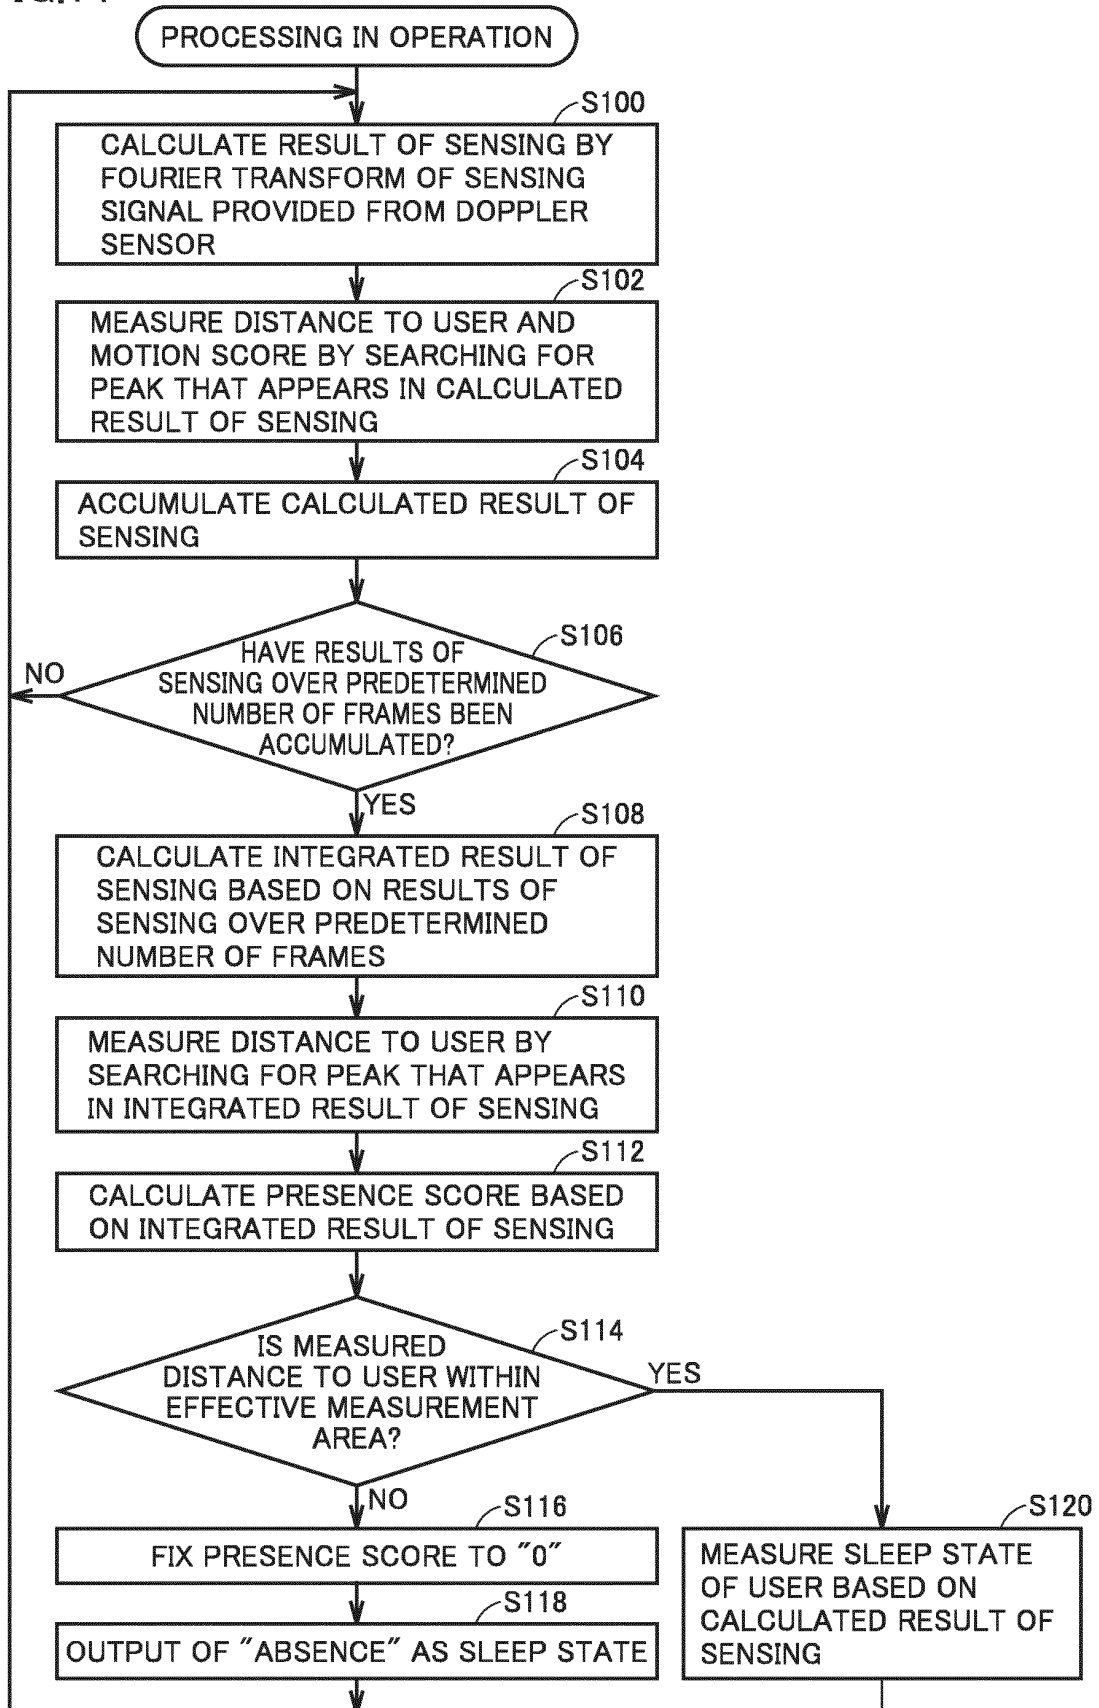 PROCESSING IN OPERATION
S100
CALCULATE RESULT OF SENSING BY
FOURIER TRANSFORM OF SENSING
SIGNAL PROVIDED FROM DOPPLER
SENSOR
S102
MEASURE DISTANCE TO USER AND
MOTION SCORE BY SEARCHING FOR
PEAK THAT APPEARS IN CALCULATED
RESULT OF SENSING
S104
ACCUMULATE CALCULATED RESULT OF
SENSING
S106
HAVE RESULTS OF
SENSING OVER PREDETERMINED
NUMBER OF FRAMES BEEN
ACCUMULATED?
NO
YES
S108
CALCULATE INTEGRATED RESULT OF
SENSING BASED ON RESULTS OF
SENSING OVER PREDETERMINED
NUMBER OF FRAMES
S110
MEASURE DISTANCE TO USER BY
SEARCHING FOR PEAK THAT APPEARS
IN INTEGRATED RESULT OF SENSING
S112
CALCULATE PRESENCE SCORE BASED
ON INTEGRATED RESULT OF SENSING
S114
IS MEASURED
DISTANCE TO USER WITHIN
EFFECTIVE MEASUREMENT
AREA?
YES
NO
S116
FIX PRESENCE SCORE TO "0"
S118
OUTPUT OF "ABSENCE" AS SLEEP STATE
S120
MEASURE SLEEP STATE
OF USER BASED ON
CALCULATED RESULT OF
SENSING